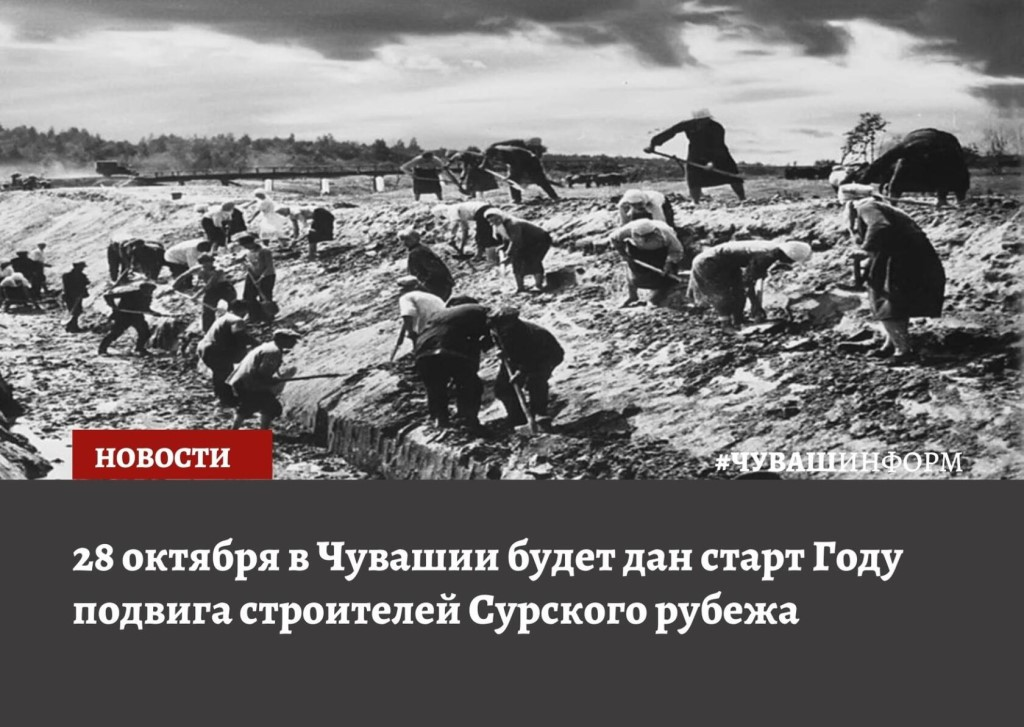 НОВОСТИ
#ЧУВАШИНФОРМ
28 октября в Чувашии будет дан старт Году
подвига строителей Сурского рубежа